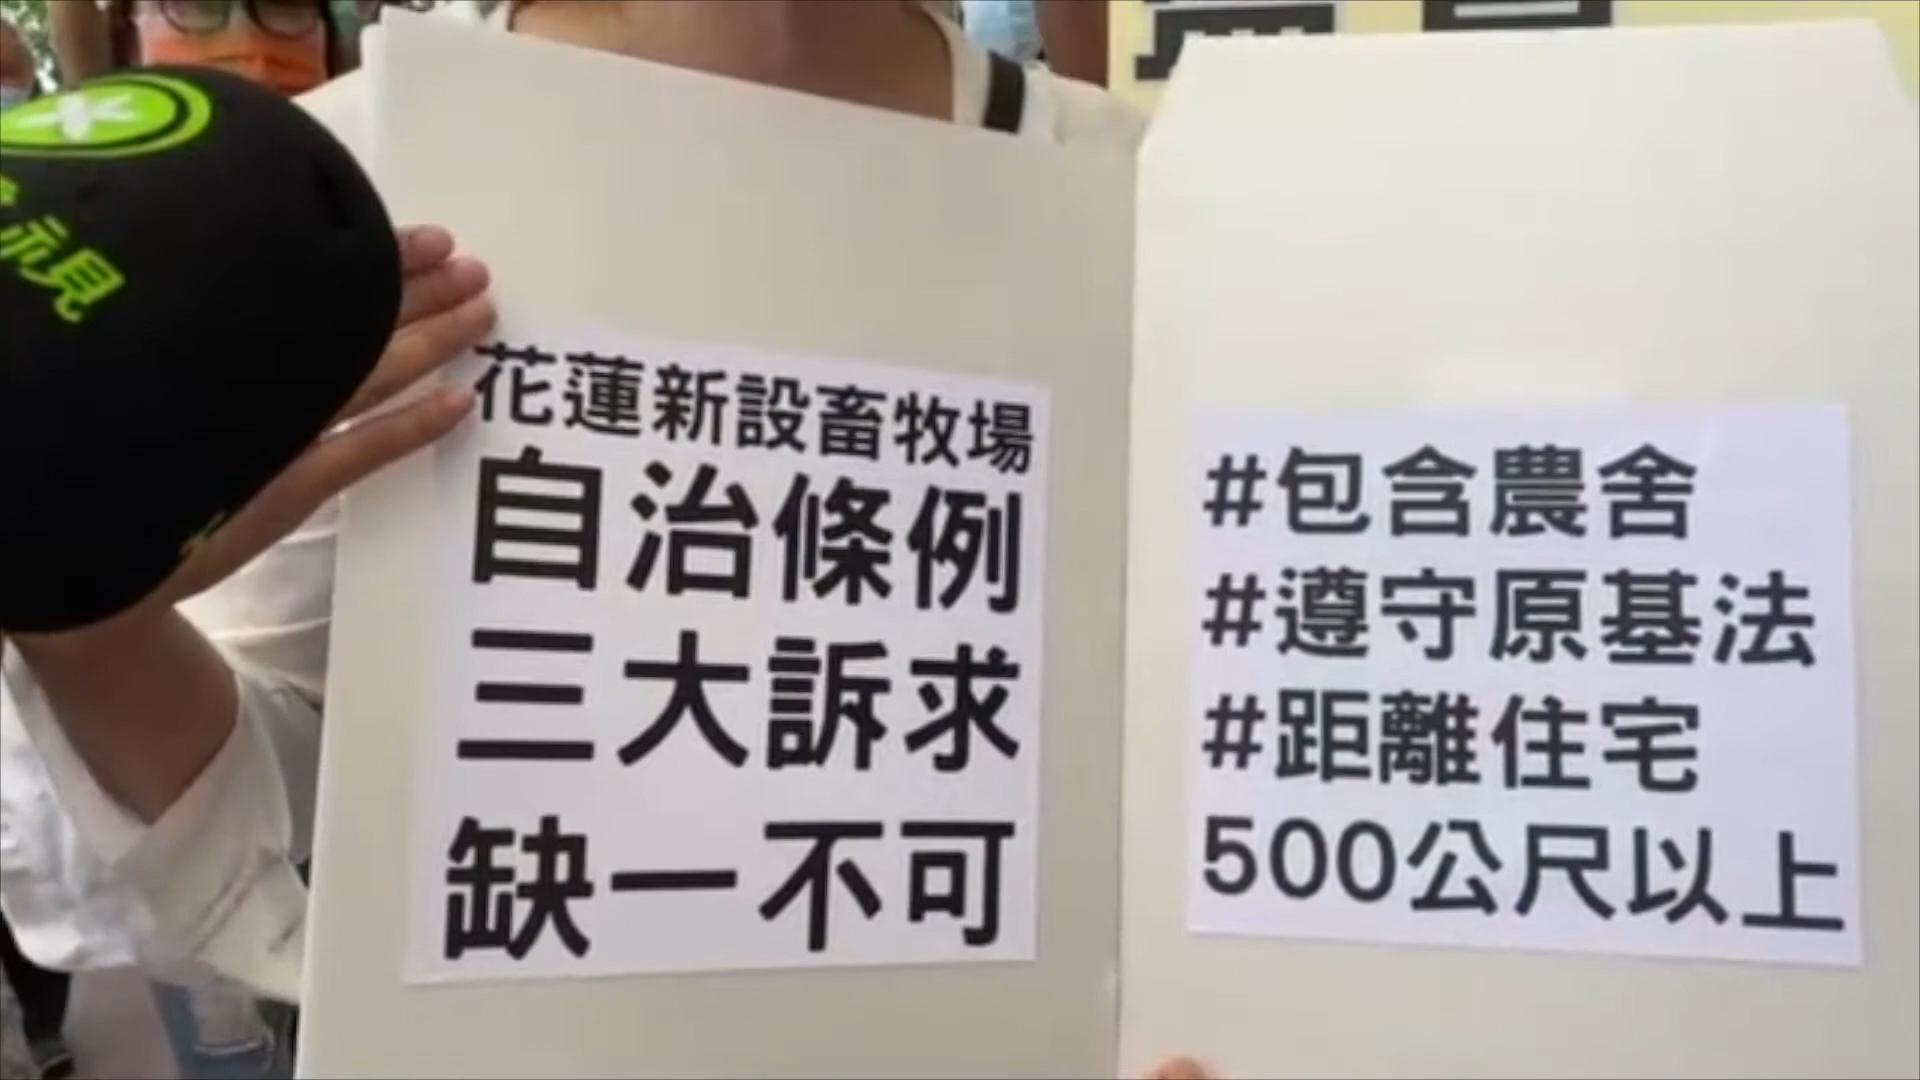 視
花蓮新設畜牧場
自治條例
三大訴求
缺一不可
#包含農舍
#遵守原基法
#距離住宅
500公尺以上